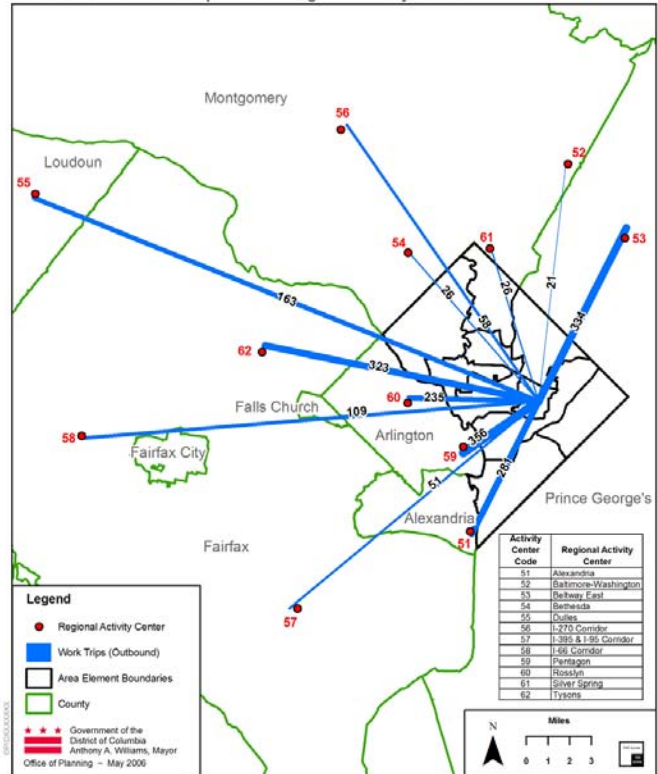 Montgomery
56
52
Loudoun
55
53
54
61
26
26
21
58
334
163
62
323
60
235
Falls Church
109
58
Arlington
Fairfax City
59
356
51
281
Prince George's
Alexandria
51
Fairfax
57
Activity Center Code Regional Activity Center
51 Alexandria
52 Baltimore-Washington
53 Beltway East
54 Bethesda
55 Dulles
56 I-270 Corridor
57 I-395 & I-95 Corridor
58 I-66 Corridor
59 Pentagon
60 Rosslyn
61 Silver Spring
62 Tysons
Legend
Regional Activity Center
Work Trips (Outbound)
Area Element Boundaries
County
Government of the
District of Columbia
Anthony A. Williams, Mayor
Office of Planning ~ May 2006
N
Miles
0 1 2 3